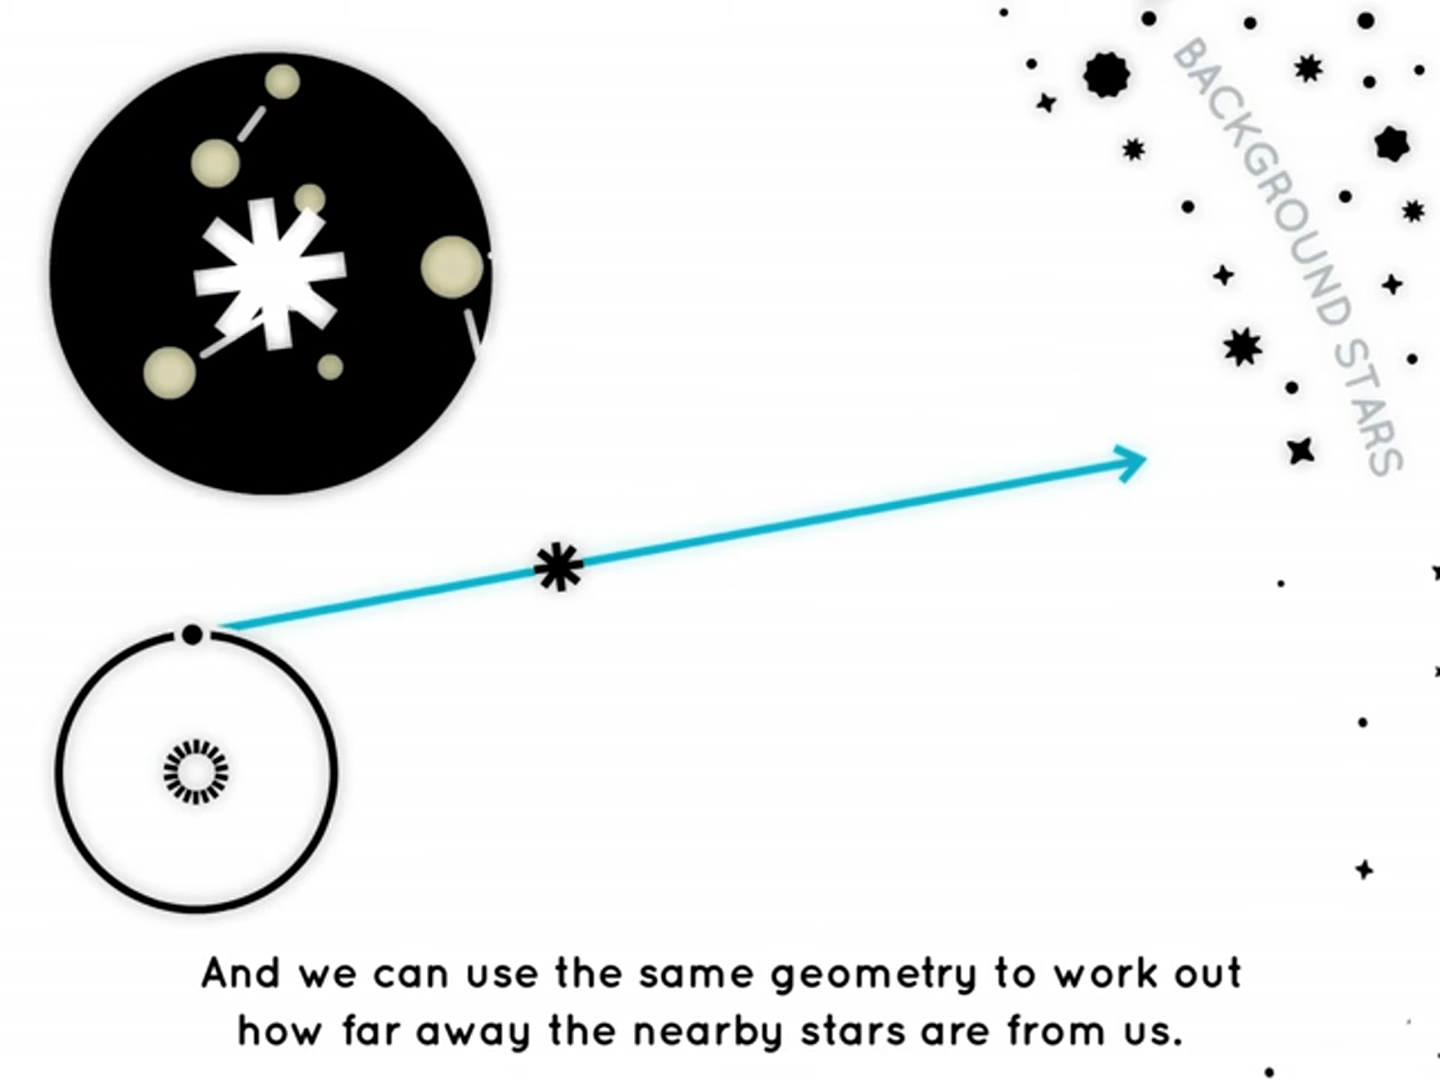 BACKGROUND STARS
And we can use the same geometry to work out
how far away the nearby stars are from us.